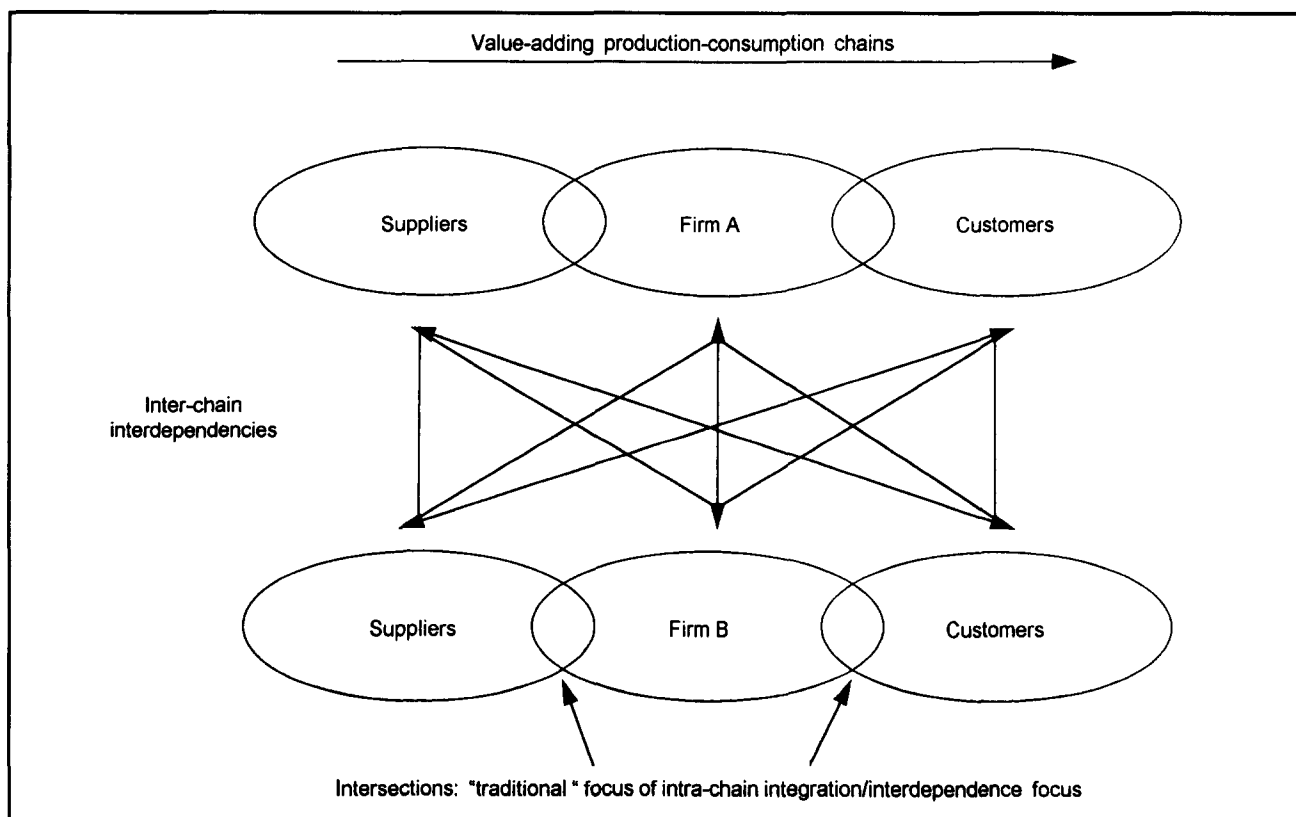 Value-adding production-consumption chains
Suppliers
Firm A
Customers
Inter-chain
interdependencies
Suppliers
Firm B
Customers
Intersections: "traditional " focus of intra-chain integration/interdependence focus